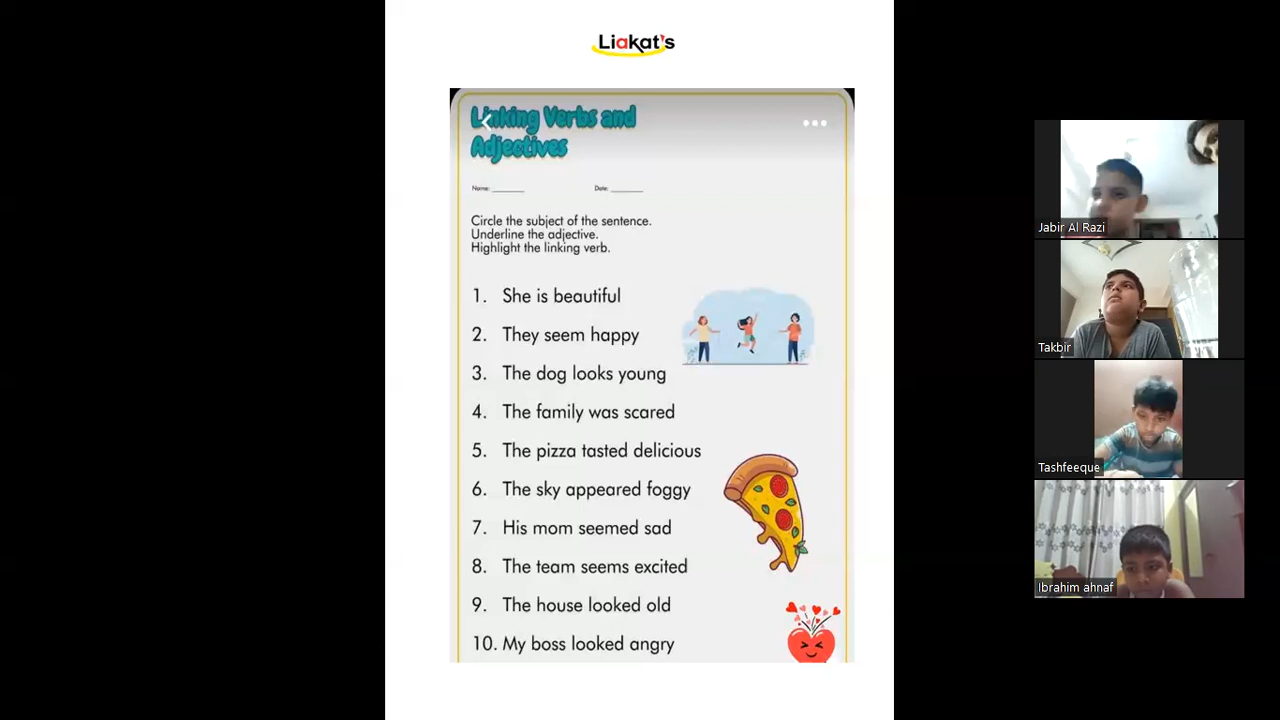 Liakat's
Linking Verbs and
Adjectives
Name: ________ Date: ________
Circle the subject of the sentence.
Underline the adjective.
Highlight the linking verb.
1. She is beautiful
2. They seem happy
3. The dog looks young
4. The family was scared
5. The pizza tasted delicious
6. The sky appeared foggy
7. His mom seemed sad
8. The team seems excited
9. The house looked old
10. My boss looked angry
Jabir Al Razi
Takbir
Tashfeeque
Ibrahim ahnaf